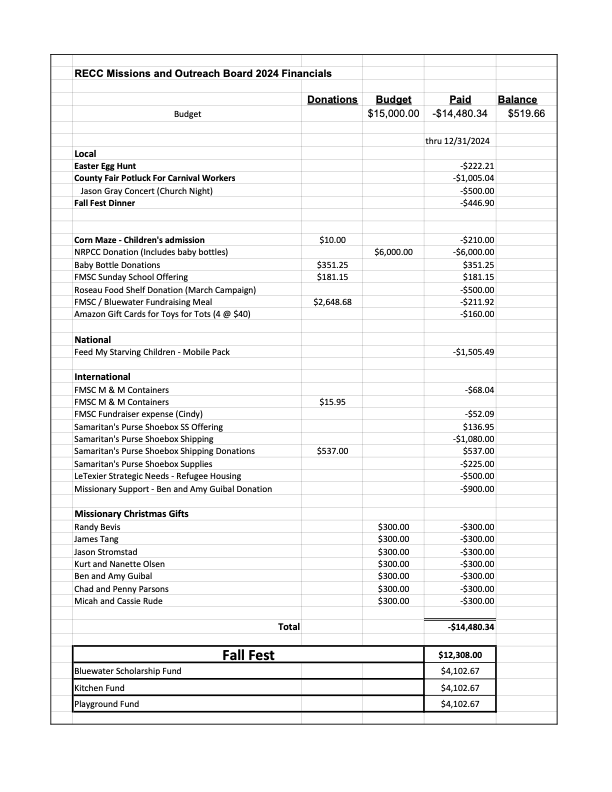 RECC Missions and Outreach Board 2024 Financials
Donations Budget Paid Balance
Budget $15,000.00 -$14,480.34 $519.66
thru 12/31/2024
Local
Easter Egg Hunt -$222.21
County Fair Potluck For Carnival Workers -$1,005.04
Jason Gray Concert (Church Night) -$500.00
Fall Fest Dinner -$446.90
Corn Maze - Children's admission $10.00 -$210.00
NRPCC Donation (Includes baby bottles) $6,000.00 -$6,000.00
Baby Bottle Donations $351.25 $351.25
FMSC Sunday School Offering $181.15 $181.15
Roseau Food Shelf Donation (March Campaign) -$500.00
FMSC / Bluewater Fundraising Meal $2,648.68 -$211.92
Amazon Gift Cards for Toys for Tots (4 @ $40) -$160.00
National
Feed My Starving Children - Mobile Pack -$1,505.49
International
FMSC M & M Containers -$68.04
FMSC M & M Containers $15.95
FMSC Fundraiser expense (Cindy) -$52.09
Samaritan's Purse Shoebox SS Offering $136.95
Samaritan's Purse Shoebox Shipping -$1,080.00
Samaritan's Purse Shoebox Shipping Donations $537.00 $537.00
Samaritan's Purse Shoebox Supplies -$225.00
LeTexier Strategic Needs - Refugee Housing -$500.00
Missionary Support - Ben and Amy Guibal Donation -$900.00
Missionary Christmas Gifts
Randy Bevis $300.00 -$300.00
James Tang $300.00 -$300.00
Jason Stromstad $300.00 -$300.00
Kurt and Nanette Olsen $300.00 -$300.00
Ben and Amy Guibal $300.00 -$300.00
Chad and Penny Parsons $300.00 -$300.00
Micah and Cassie Rude $300.00 -$300.00
Total -$14,480.34
Fall Fest $12,308.00
Bluewater Scholarship Fund $4,102.67
Kitchen Fund $4,102.67
Playground Fund $4,102.67